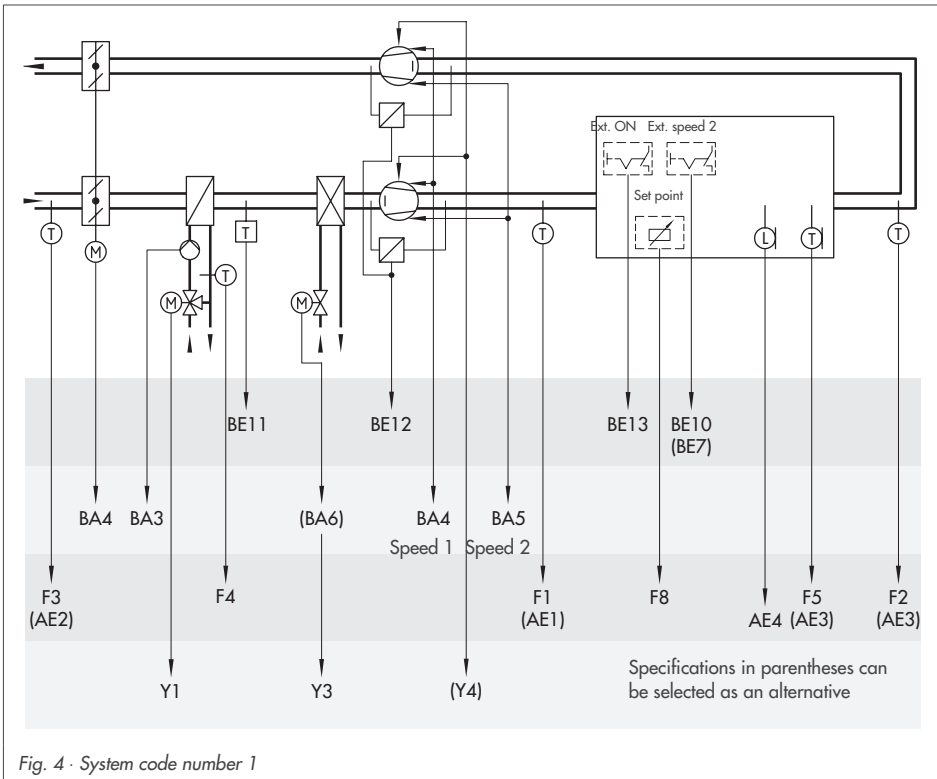 Ext. ON Ext. speed 2
Set point
T
M
T
T
M
M
T
L
T
T
BE11 BE12 BE13 BE10
(BE7)
BA4 BA3 (BA6) BA4 BA5
Speed 1 Speed 2
F3 F4 F1 F8 AE4 F5 F2
(AE2) (AE1) (AE3) (AE3)
Y1 Y3 (Y4)
Specifications in parentheses can
be selected as an alternative
Fig. 4 · System code number 1